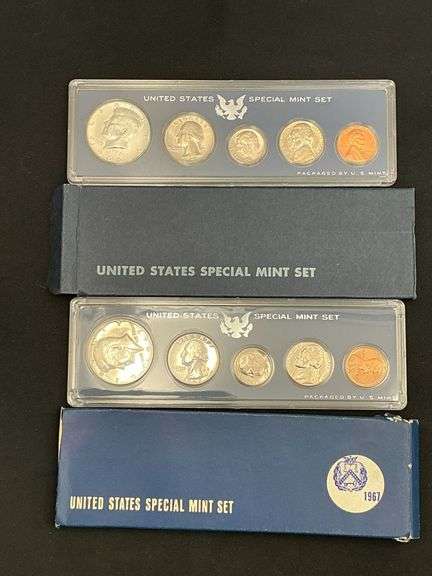 UNITED STATES SPECIAL MINT SET
PACKAGED BY U.S. MINT
UNITED STATES SPECIAL MINT SET
UNITED STATES SPECIAL MINT SET
PACKAGED BY U.S. MINT
UNITED STATES SPECIAL MINT SET
1967